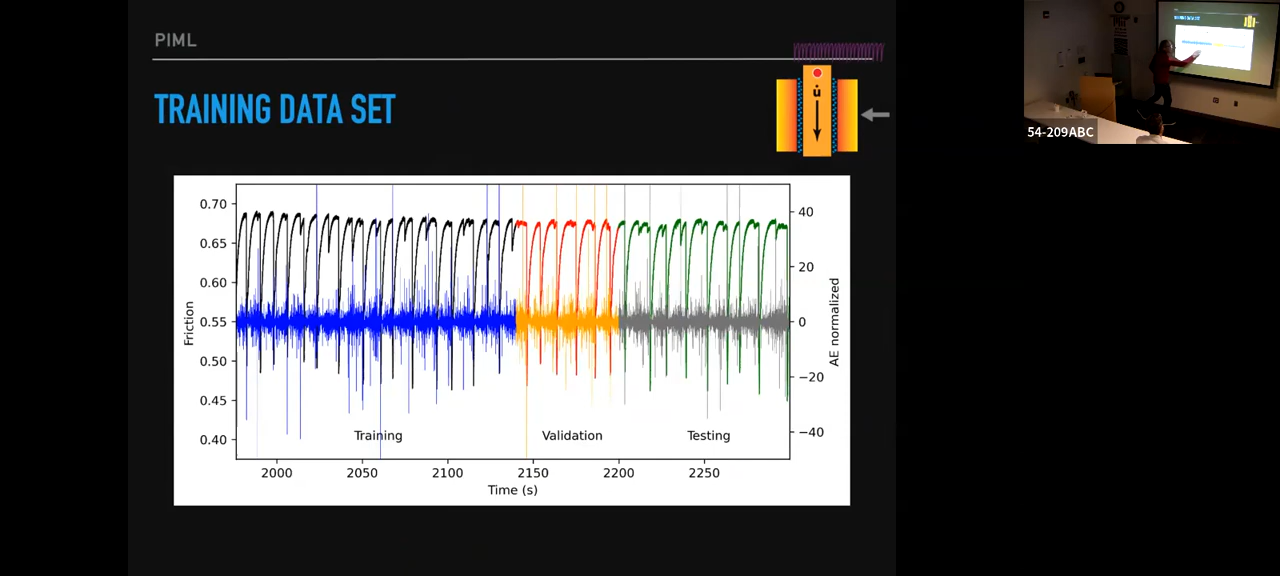 PIML
TRAINING DATA SET
u̇
0.70
0.65
0.60
0.55
0.50
0.45
0.40
Friction
40
20
0
−20
−40
AE normalized
Training
Validation
Testing
2000
2050
2100
2150
2200
2250
Time (s)
54-209ABC